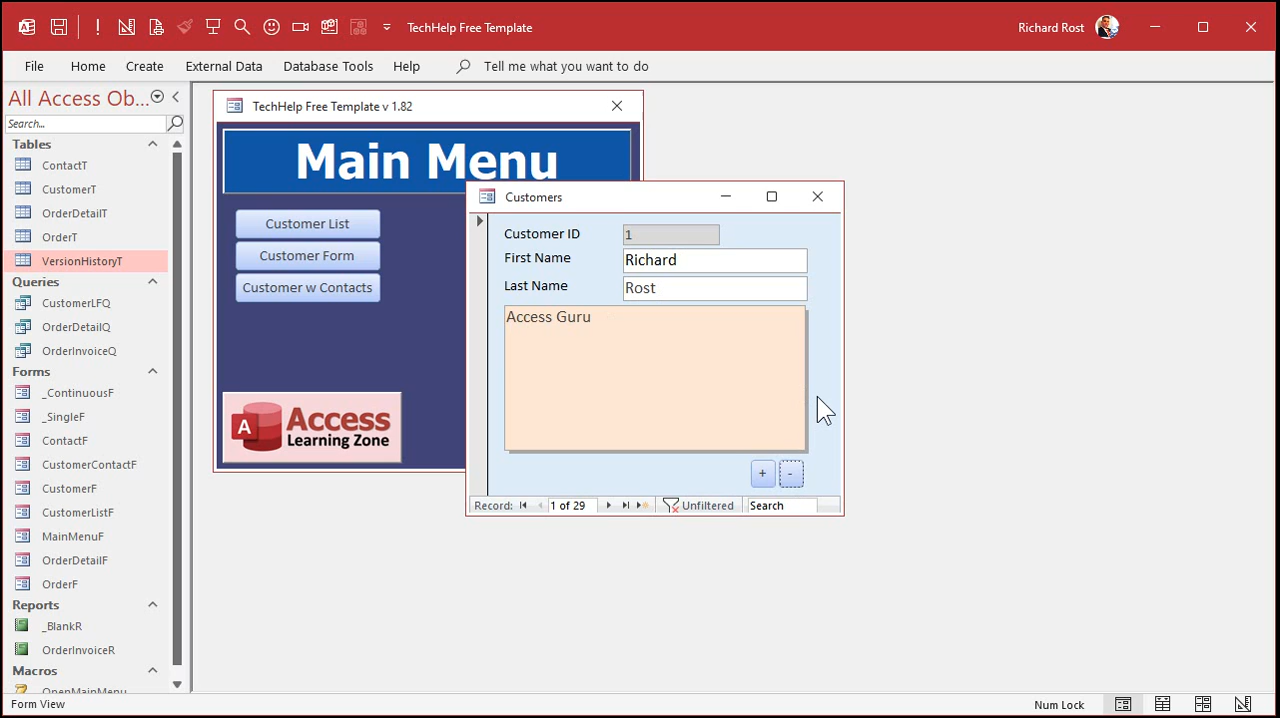 TechHelp Free Template
Richard Rost
File Home Create External Data Database Tools Help Tell me what you want to do
All Access Ob...
Search...
Tables
ContactT
CustomerT
OrderDetailT
OrderT
VersionHistoryT
Queries
CustomerLFQ
OrderDetailQ
OrderInvoiceQ
Forms
_ContinuousF
_SingleF
ContactF
CustomerContactF
CustomerF
CustomerListF
MainMenuF
OrderDetailF
OrderF
Reports
_BlankR
OrderInvoiceR
Macros
OpenMainMenu
TechHelp Free Template v 1.82
Main Menu
Customer List
Customer Form
Customer w Contacts
A Access
Learning Zone
Customers
Customer ID 1
First Name Richard
Last Name Rost
Access Guru
+ -
Record: 1 of 29 Unfiltered Search
Form View
Num Lock